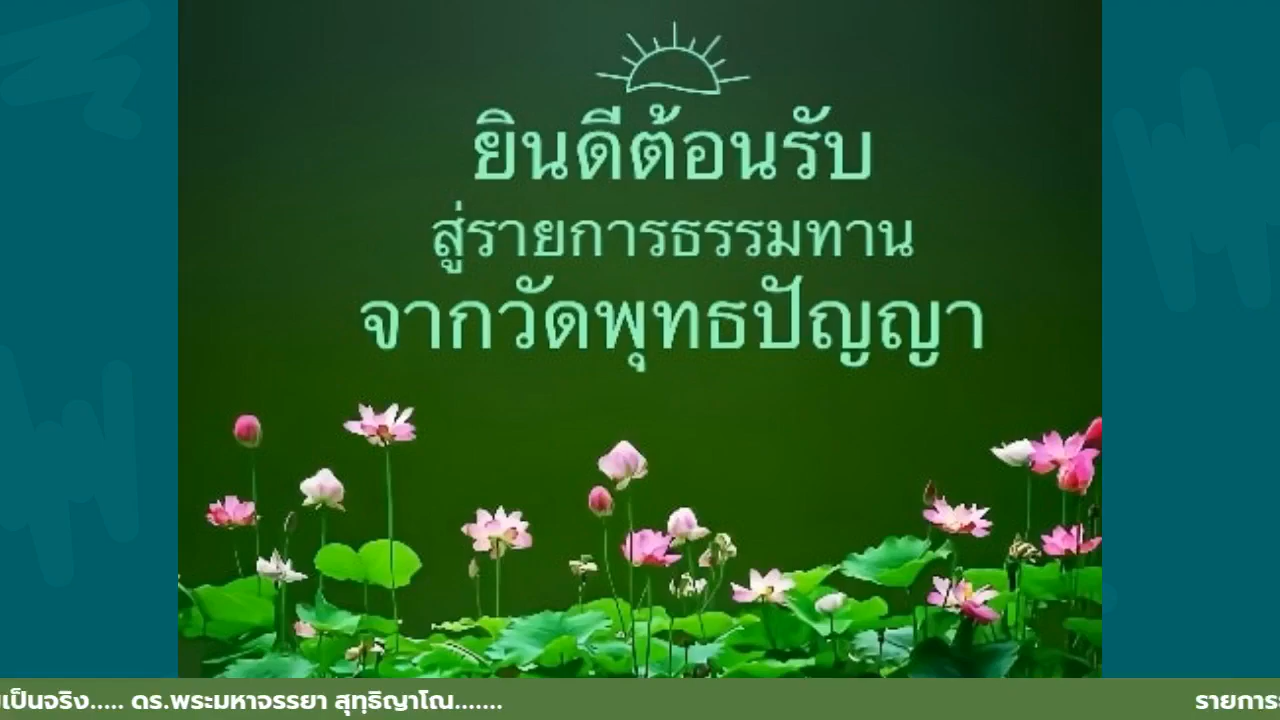 ยินดีต้อนรับ
สู่รายการธรรมทาน
จากวัดพุทธปัญญา
เป็นจริง..... ดร.พระมหาจรรยา สุทฺธิญาโณ....... รายการ